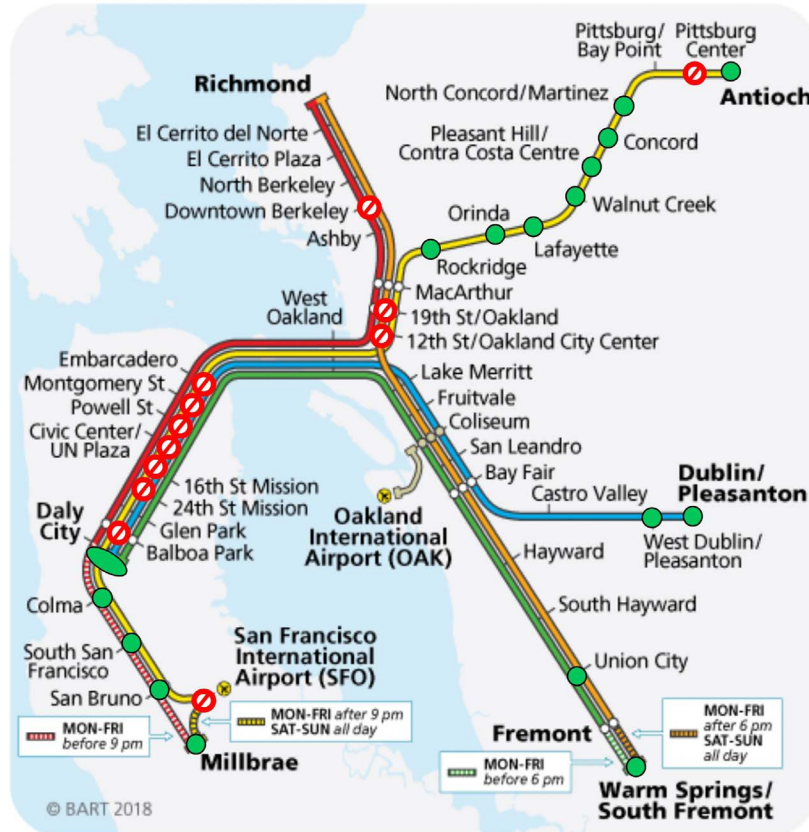 Pittsburg/
Bay Point
Pittsburg
Center
Antioch
North Concord/Martinez
Richmond
El Cerrito del Norte
El Cerrito Plaza
North Berkeley
Downtown Berkeley
Ashby
Pleasant Hill/
Contra Costa Centre
Concord
Walnut Creek
Orinda
Lafayette
Rockridge
MacArthur
19th St/Oakland
12th St/Oakland City Center
West
Oakland
Embarcadero
Montgomery St
Powell St
Civic Center/
UN Plaza
16th St Mission
24th St Mission
Glen Park
Balboa Park
Daly
City
Lake Merritt
Fruitvale
Coliseum
San Leandro
Bay Fair
Castro Valley
Dublin/
Pleasanton
West Dublin/
Pleasanton
Oakland
International
Airport (OAK)
Hayward
South Hayward
Union City
Colma
South San
Francisco
San Bruno
San Francisco
International
Airport (SFO)
MON-FRI
before 9 pm
MON-FRI after 9 pm
SAT-SUN all day
Millbrae
Fremont
MON-FRI
before 6 pm
MON-FRI
after 6 pm
SAT-SUN
all day
Warm Springs/
South Fremont
© BART 2018